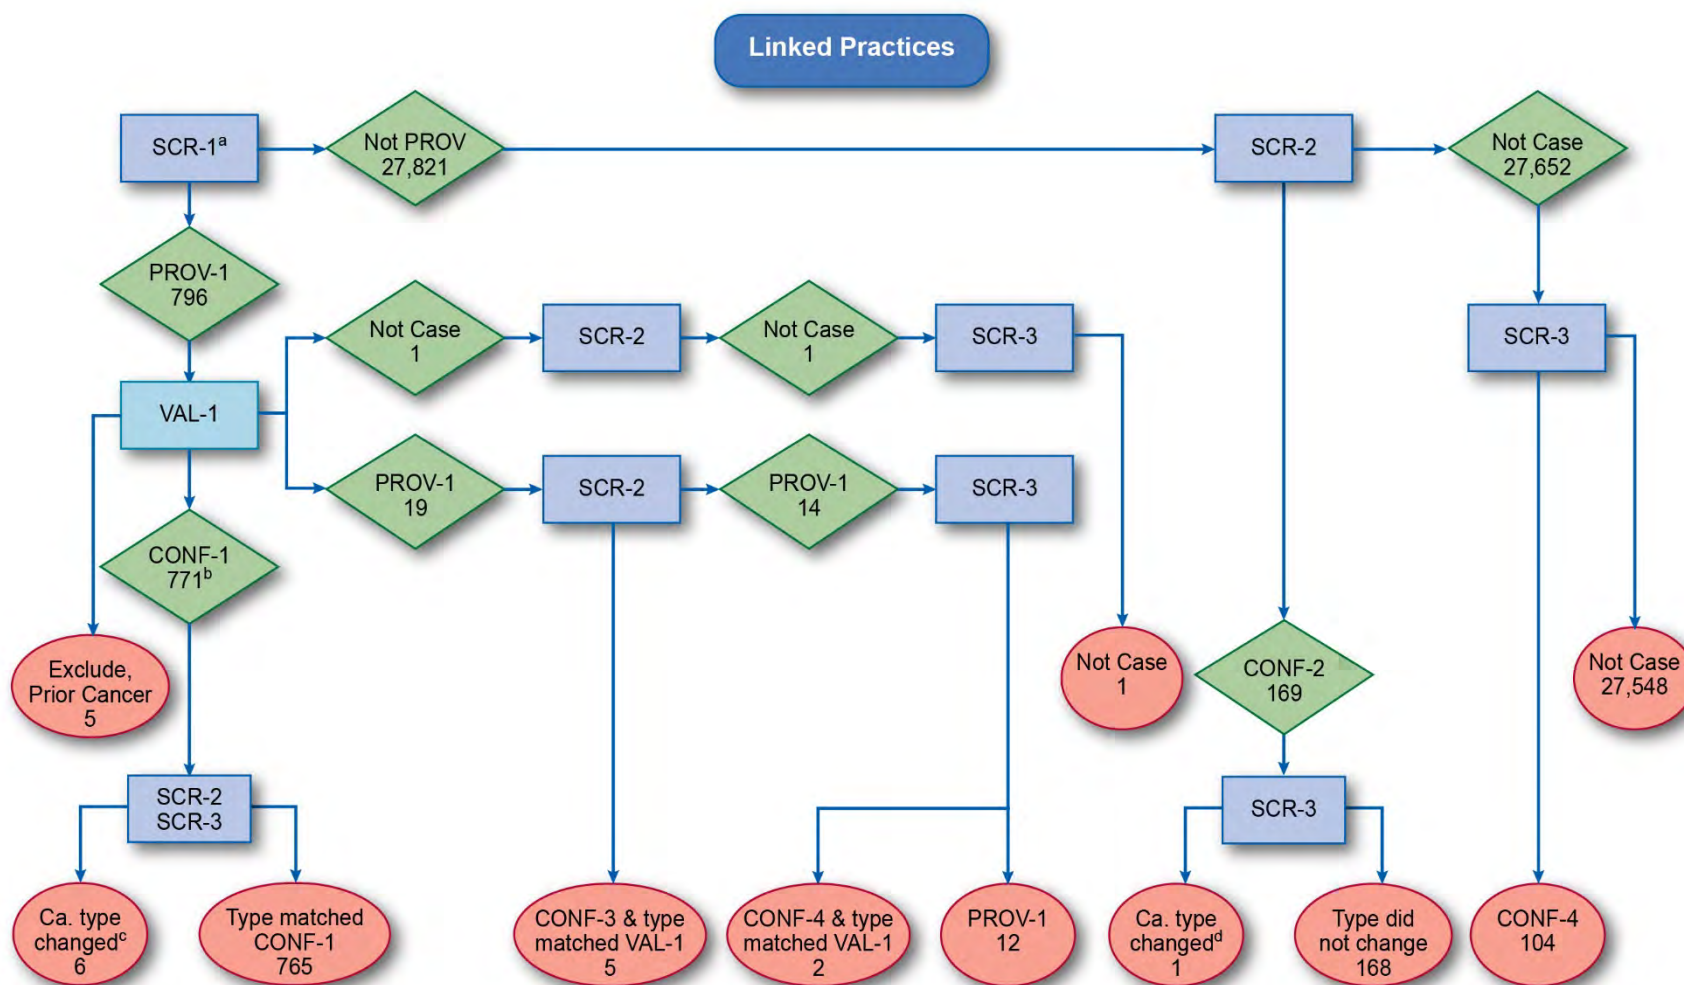 Linked Practices
SCR-1ᵃ
Not PROV
27,821
SCR-2
Not Case
27,652
PROV-1
796
Not Case
1
SCR-2
Not Case
1
SCR-3
SCR-3
VAL-1
PROV-1
19
SCR-2
PROV-1
14
SCR-3
CONF-1
771ᵇ
Exclude,
Prior Cancer
5
Not Case
1
CONF-2
169
Not Case
27,548
SCR-2
SCR-3
SCR-3
Ca. type
changedᶜ
6
Type matched
CONF-1
765
CONF-3 & type
matched VAL-1
5
CONF-4 & type
matched VAL-1
2
PROV-1
12
Ca. type
changedᵈ
1
Type did
not change
168
CONF-4
104